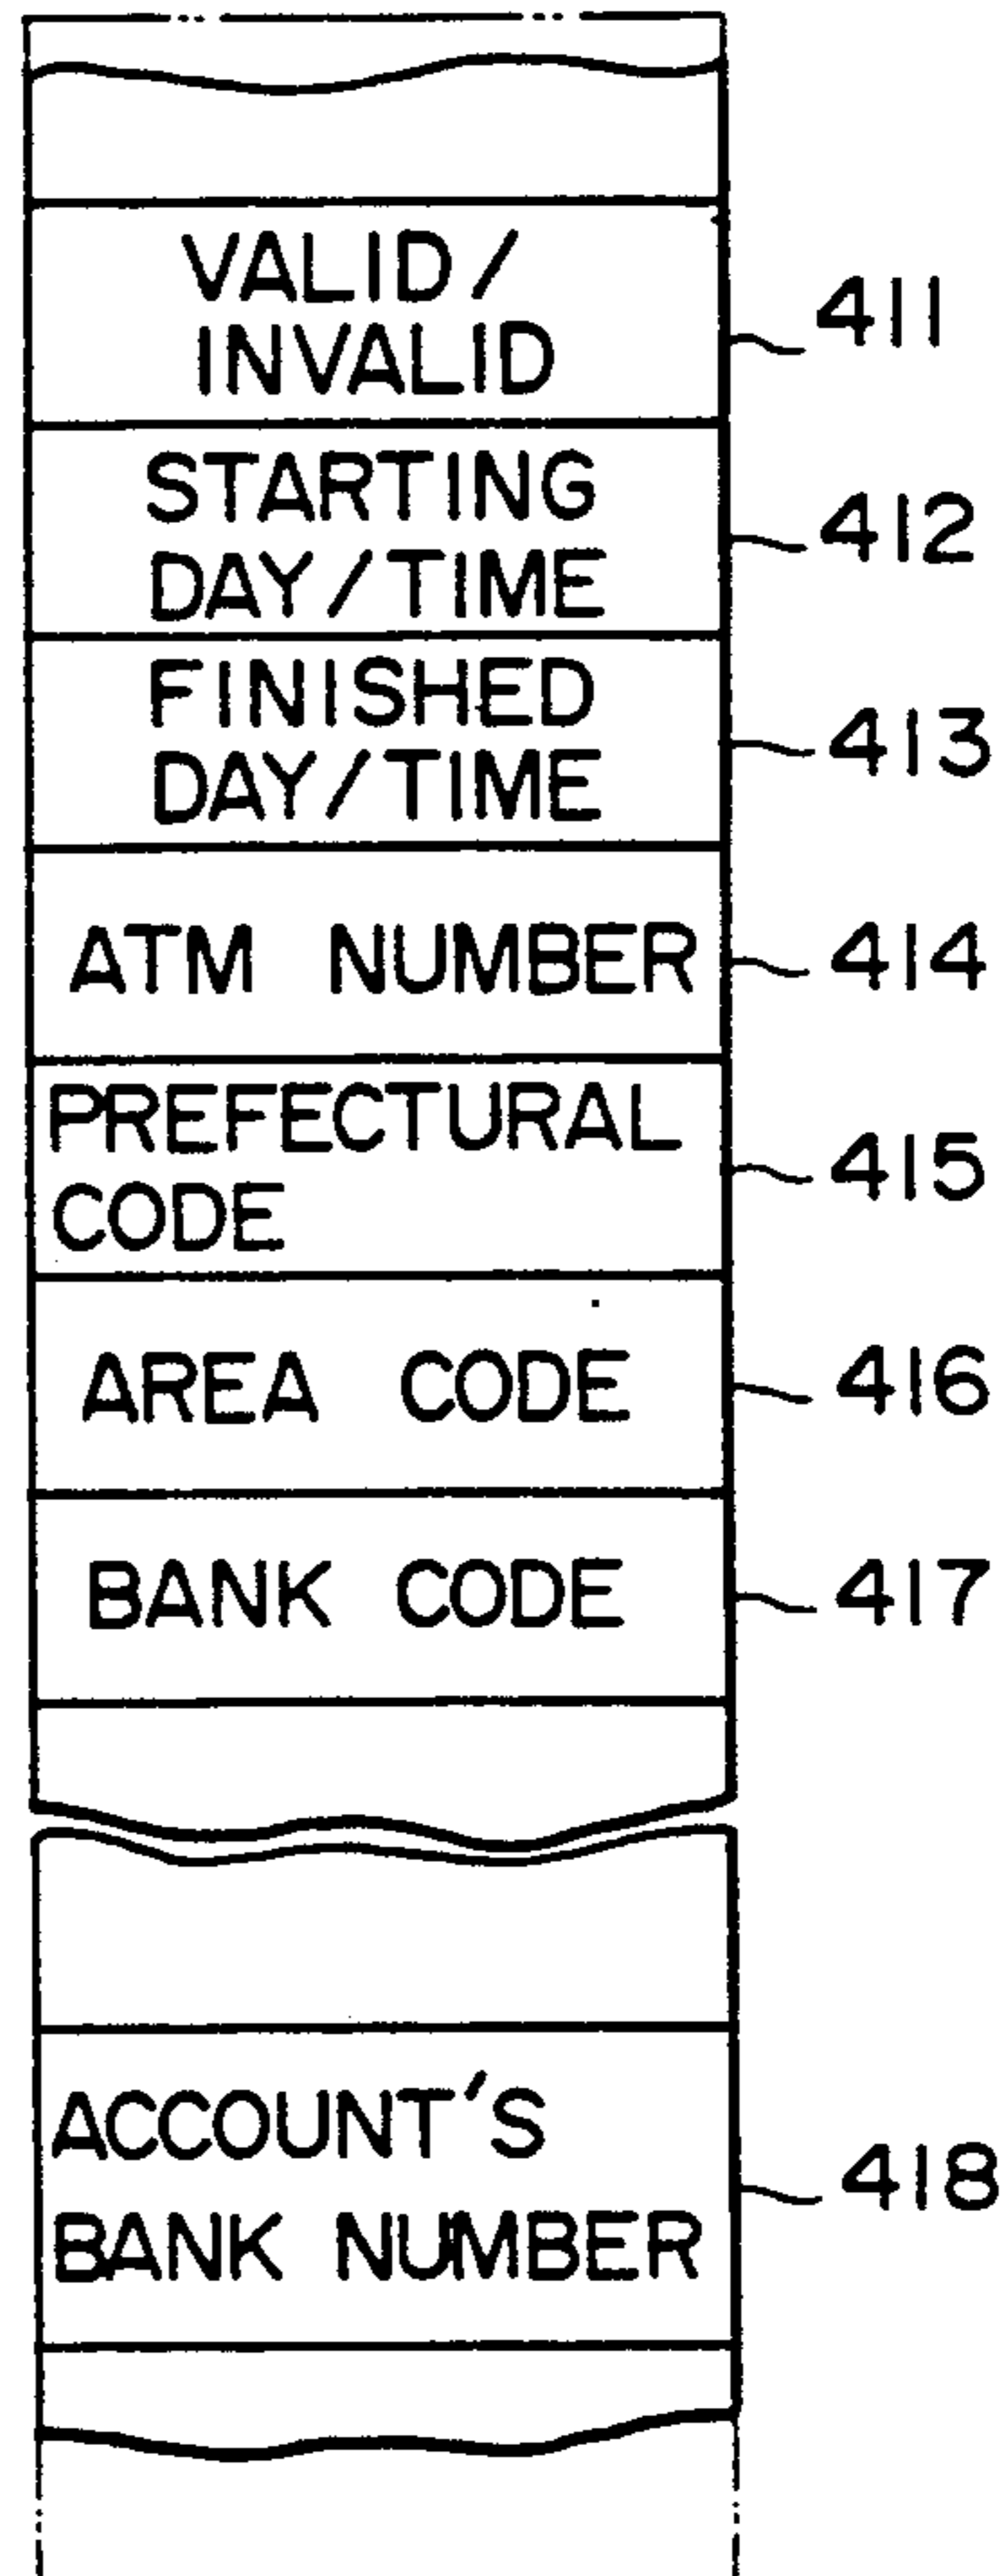 VALID/
INVALID
411
STARTING
DAY/TIME
412
FINISHED
DAY/TIME
413
ATM NUMBER
414
PREFECTURAL
CODE
415
AREA CODE
416
BANK CODE
417
ACCOUNT'S
BANK NUMBER
418